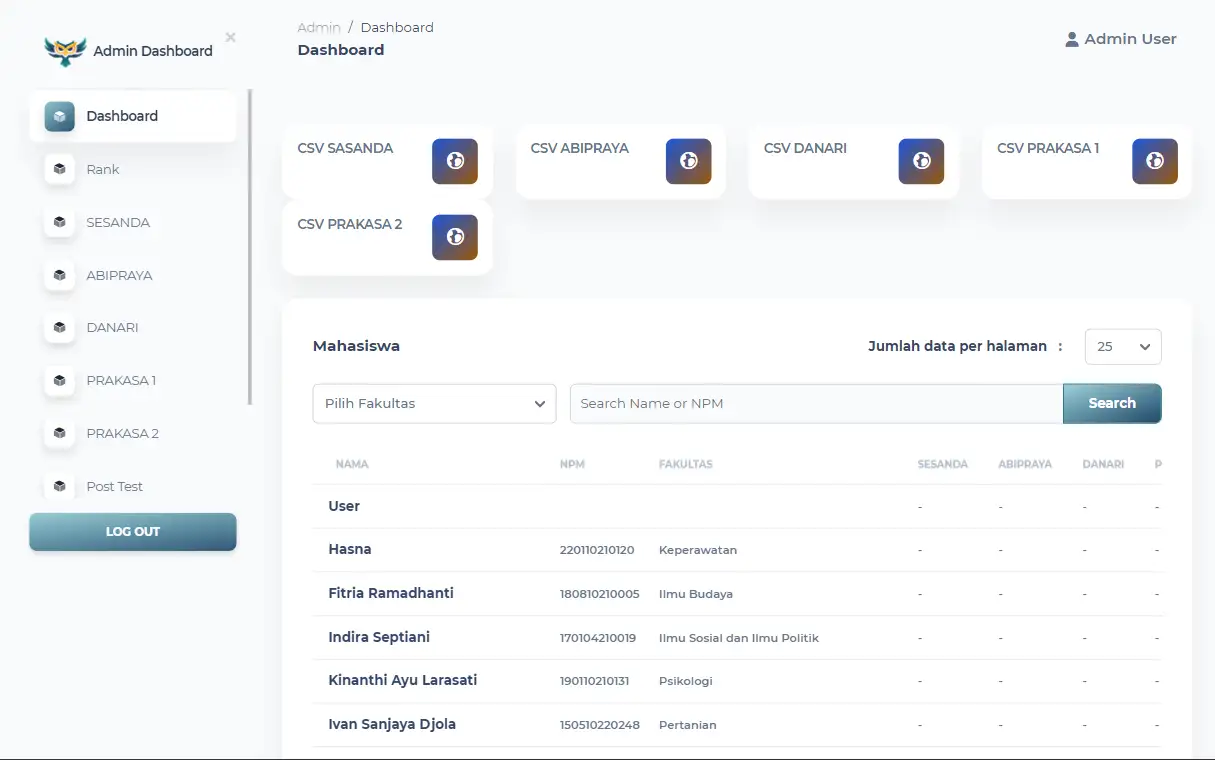 Admin Dashboard
×
Dashboard
Rank
SESANDA
ABIPRAYA
DANARI
PRAKASA 1
PRAKASA 2
Post Test
LOG OUT
Admin / Dashboard
Dashboard
Admin User
CSV SASANDA
CSV ABIPRAYA
CSV DANARI
CSV PRAKASA 1
CSV PRAKASA 2
Mahasiswa
Jumlah data per halaman : 25
Pilih Fakultas
Search Name or NPM
Search
NAMA NPM FAKULTAS SESANDA ABIPRAYA DANARI P
User - - - -
Hasna 220110210120 Keperawatan - - - -
Fitria Ramadhanti 180810210005 Ilmu Budaya - - - -
Indira Septiani 170104210019 Ilmu Sosial dan Ilmu Politik - - - -
Kinanthi Ayu Larasati 190110210131 Psikologi - - - -
Ivan Sanjaya Djola 150510220248 Pertanian - - - -